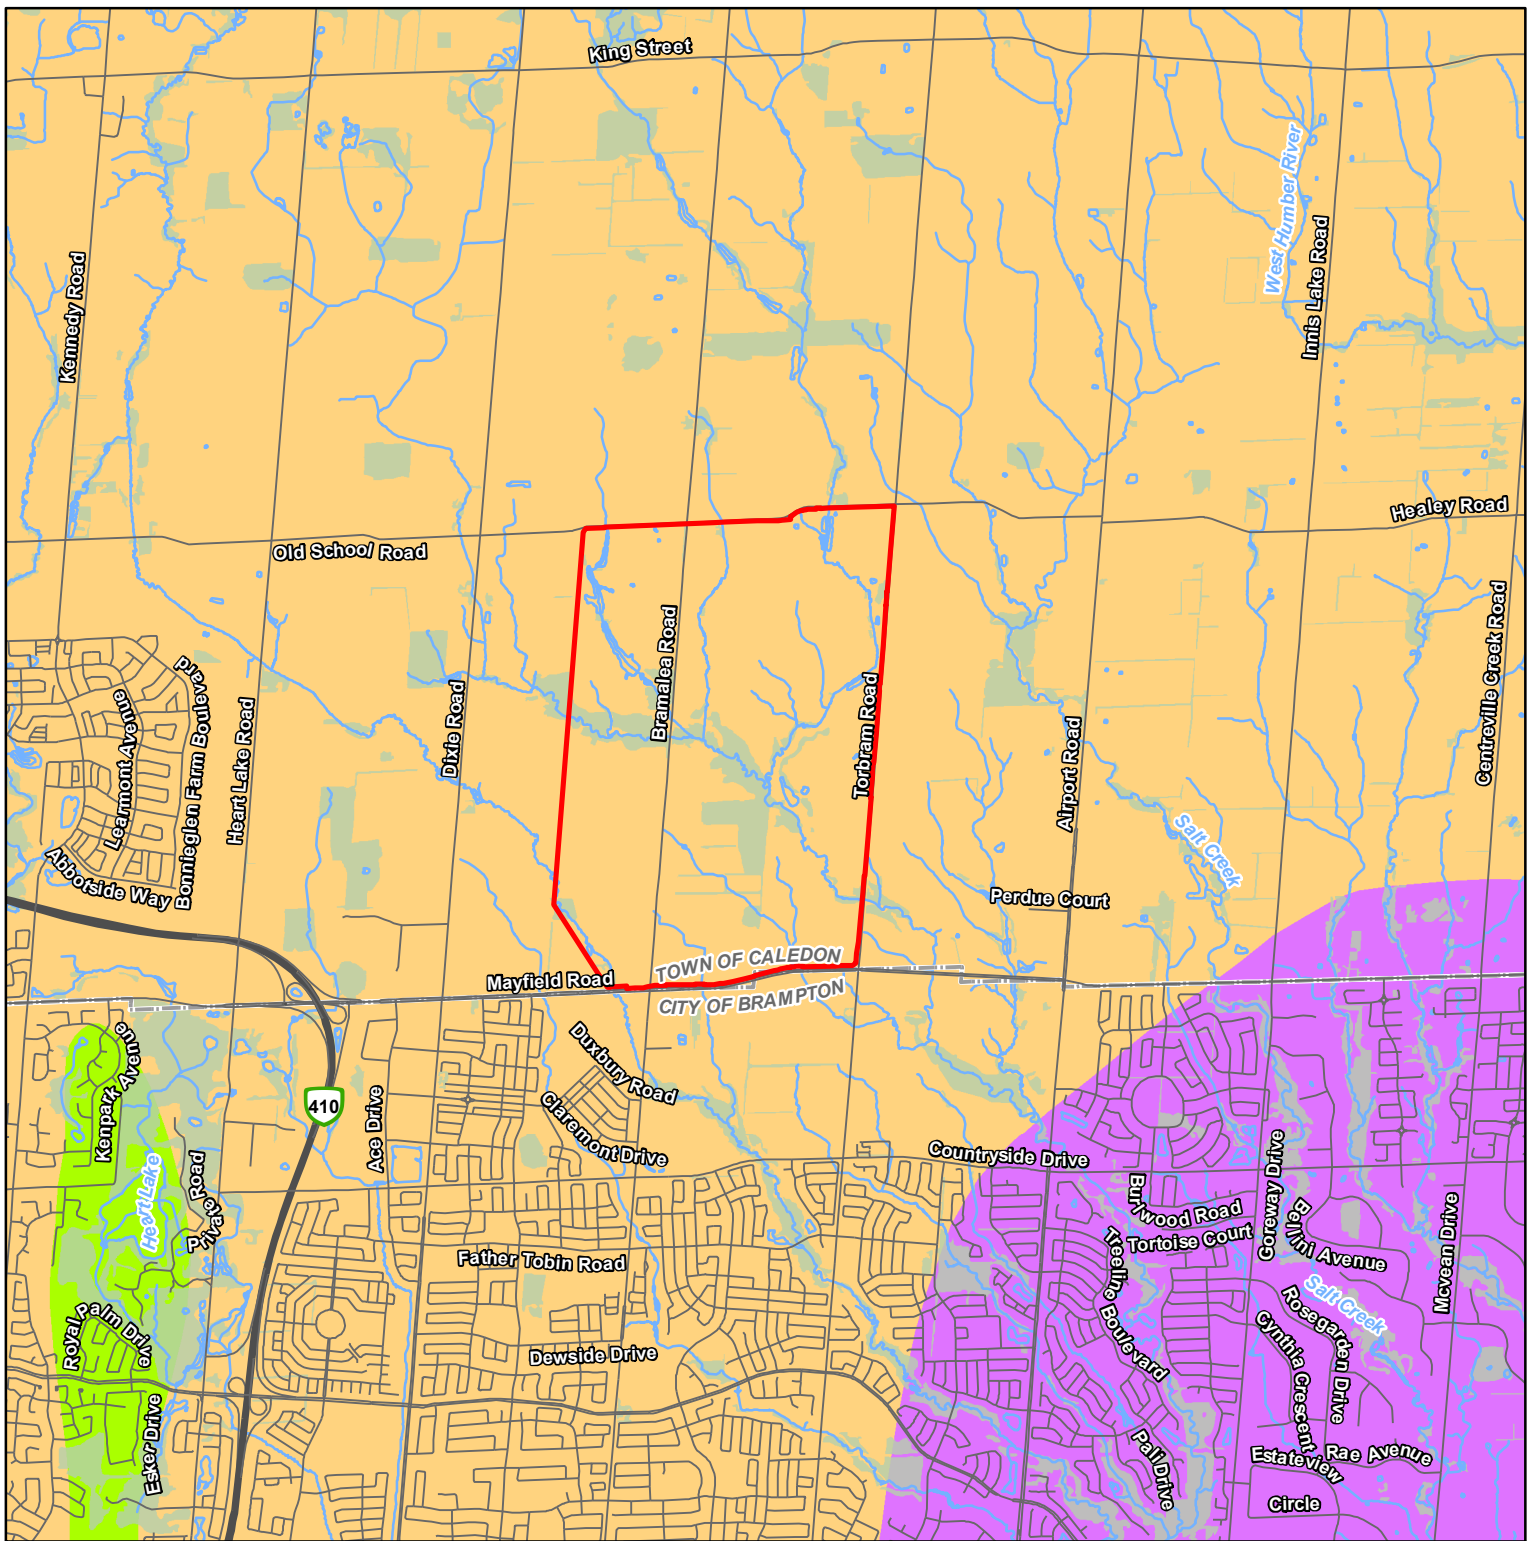 King Street
West Humber River
Innis Lake Road
Kennedy Road
Healey Road
Old School Road
Centreville Creek Road
Bramalea Road
Torbram Road
Dixie Road
Heart Lake Road
Bonnieglen Farm Boulevard
Learmont Avenue
Abbotside Way
Airport Road
Salt Creek
Perdue Court
TOWN OF CALEDON
Mayfield Road
CITY OF BRAMPTON
Duxbury Road
Claremont Drive
Kenpark Avenue
410
Ace Drive
Heart Lake
Private Road
Countryside Drive
Burlwood Road
Tortoise Court
Goreway Drive
Bellini Avenue
Mcvean Drive
Father Tobin Road
Treeline Boulevard
Salt Creek
Rosegarden Drive
Cynthia Crescent
Royal Palm Drive
Dewside Drive
Esker Drive
Pali Drive
Rae Avenue
Estateview
Circle